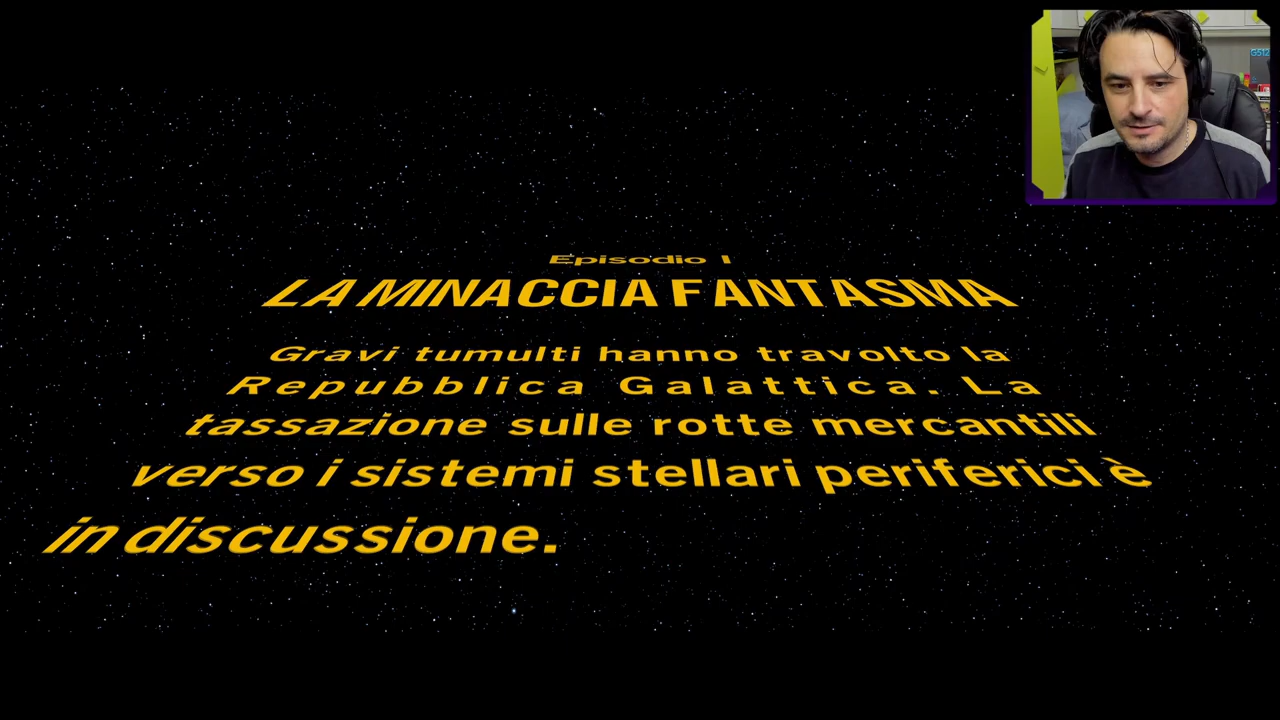 Episodio I
LA MINACCIA FANTASMA
Gravi tumulti hanno travolto la
Repubblica Galattica. La
tassazione sulle rotte mercantili
verso i sistemi stellari periferici è
in discussione.